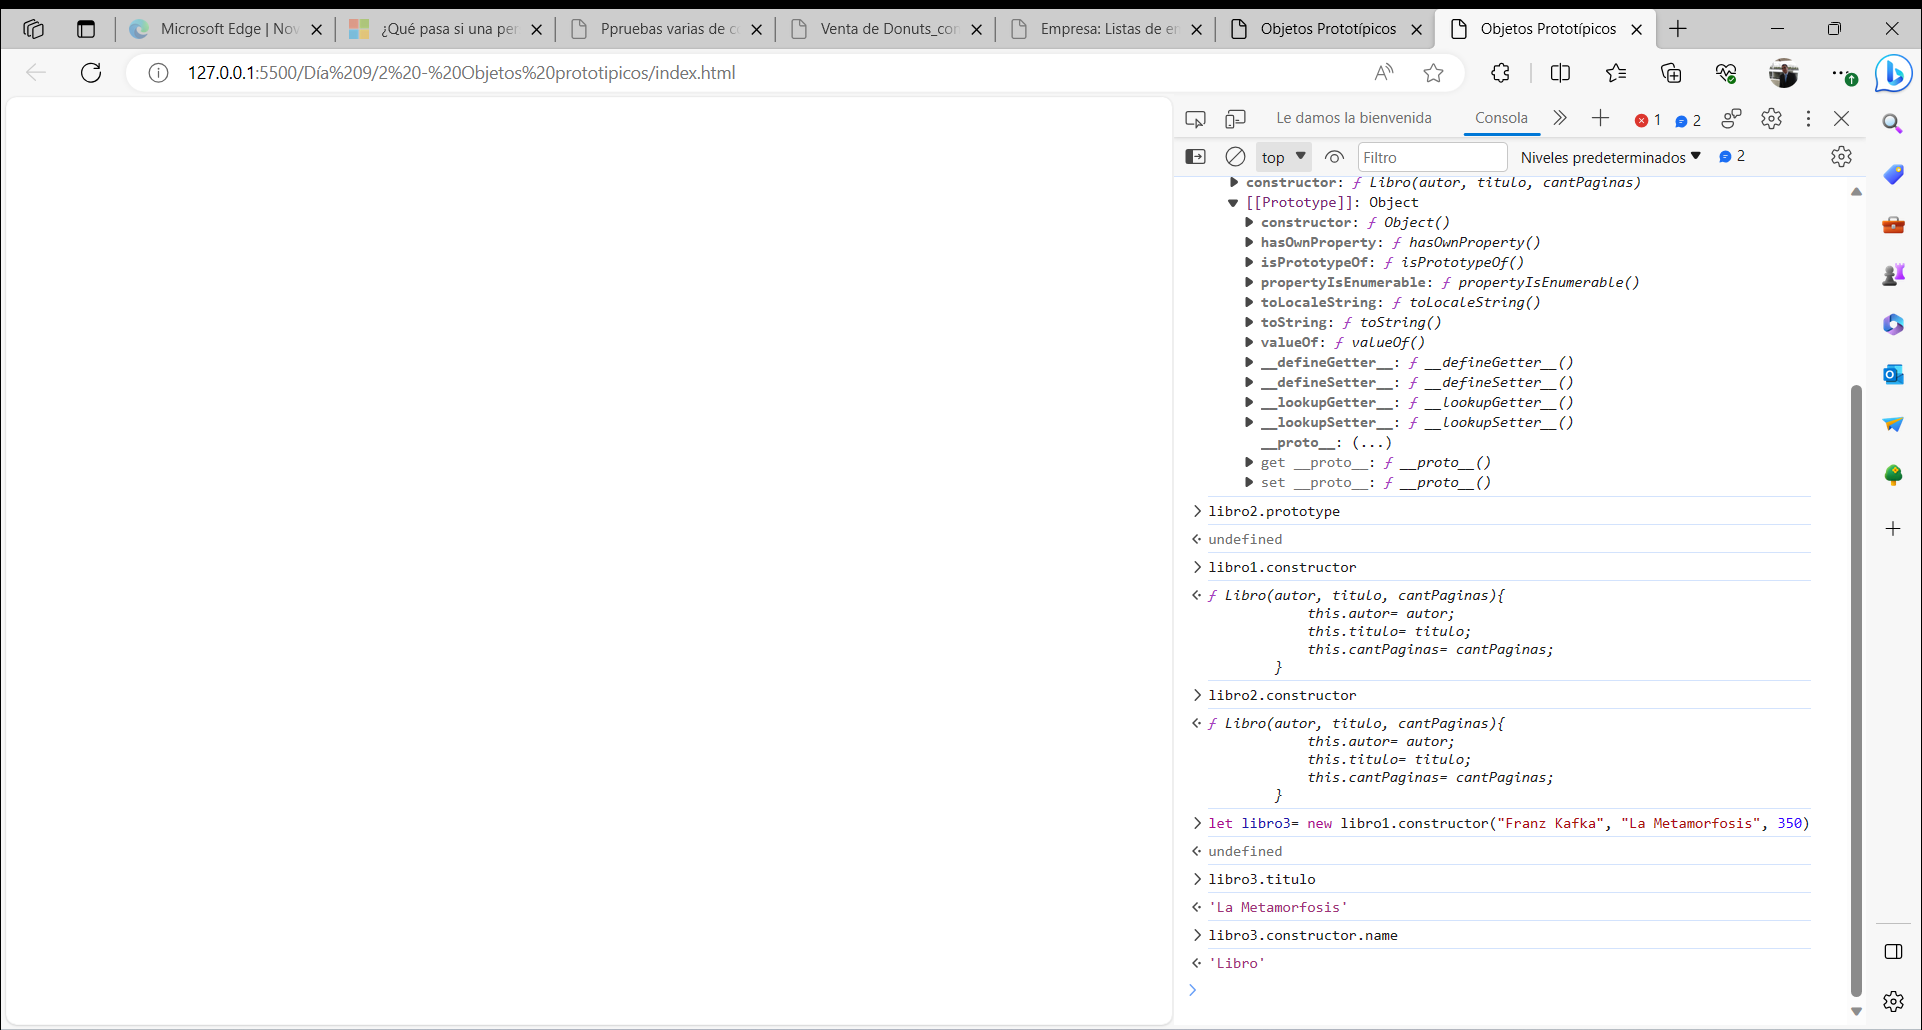 Microsoft Edge | Nov
¿Qué pasa si una per
Ppruebas varias de co
Venta de Donuts_con
Empresa: Listas de em
Objetos Prototípicos
Objetos Prototípicos
127.0.0.1:5500/Día%209/2%20-%20Objetos%20prototipicos/index.html
Le damos la bienvenida
Consola
1
2
top
Filtro
Niveles predeterminados
2
constructor: ƒ Libro(autor, titulo, cantPaginas)
[[Prototype]]: Object
constructor: ƒ Object()
hasOwnProperty: ƒ hasOwnProperty()
isPrototypeOf: ƒ isPrototypeOf()
propertyIsEnumerable: ƒ propertyIsEnumerable()
toLocaleString: ƒ toLocaleString()
toString: ƒ toString()
valueOf: ƒ valueOf()
__defineGetter__: ƒ __defineGetter__()
__defineSetter__: ƒ __defineSetter__()
__lookupGetter__: ƒ __lookupGetter__()
__lookupSetter__: ƒ __lookupSetter__()
__proto__: (...)
get __proto__: ƒ __proto__()
set __proto__: ƒ __proto__()
libro2.prototype
undefined
libro1.constructor
ƒ Libro(autor, titulo, cantPaginas){
this.autor= autor;
this.titulo= titulo;
this.cantPaginas= cantPaginas;
}
libro2.constructor
ƒ Libro(autor, titulo, cantPaginas){
this.autor= autor;
this.titulo= titulo;
this.cantPaginas= cantPaginas;
}
let libro3= new libro1.constructor("Franz Kafka", "La Metamorfosis", 350)
undefined
libro3.titulo
'La Metamorfosis'
libro3.constructor.name
'Libro'